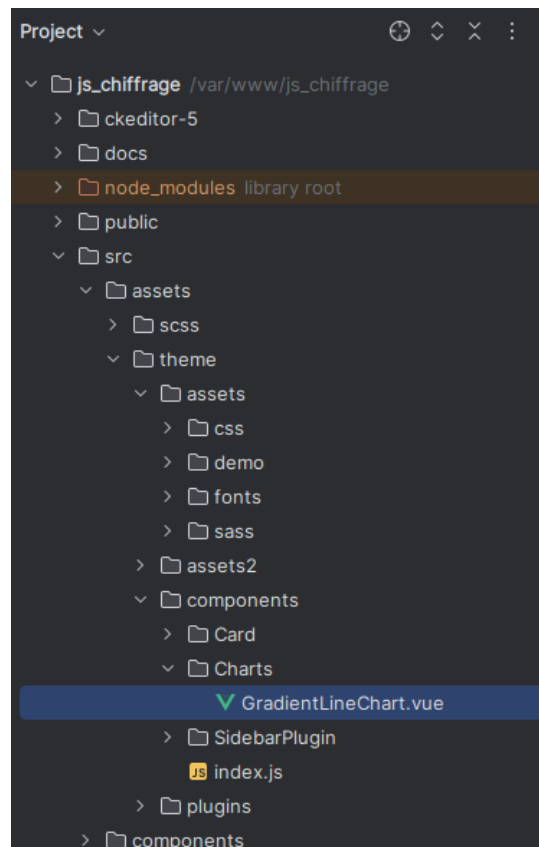 Project
js_chiffrage /var/www/js_chiffrage
ckeditor-5
docs
node_modules library root
public
src
assets
scss
theme
assets
css
demo
fonts
sass
assets2
components
Card
Charts
GradientLineChart.vue
SidebarPlugin
JS index.js
plugins
components